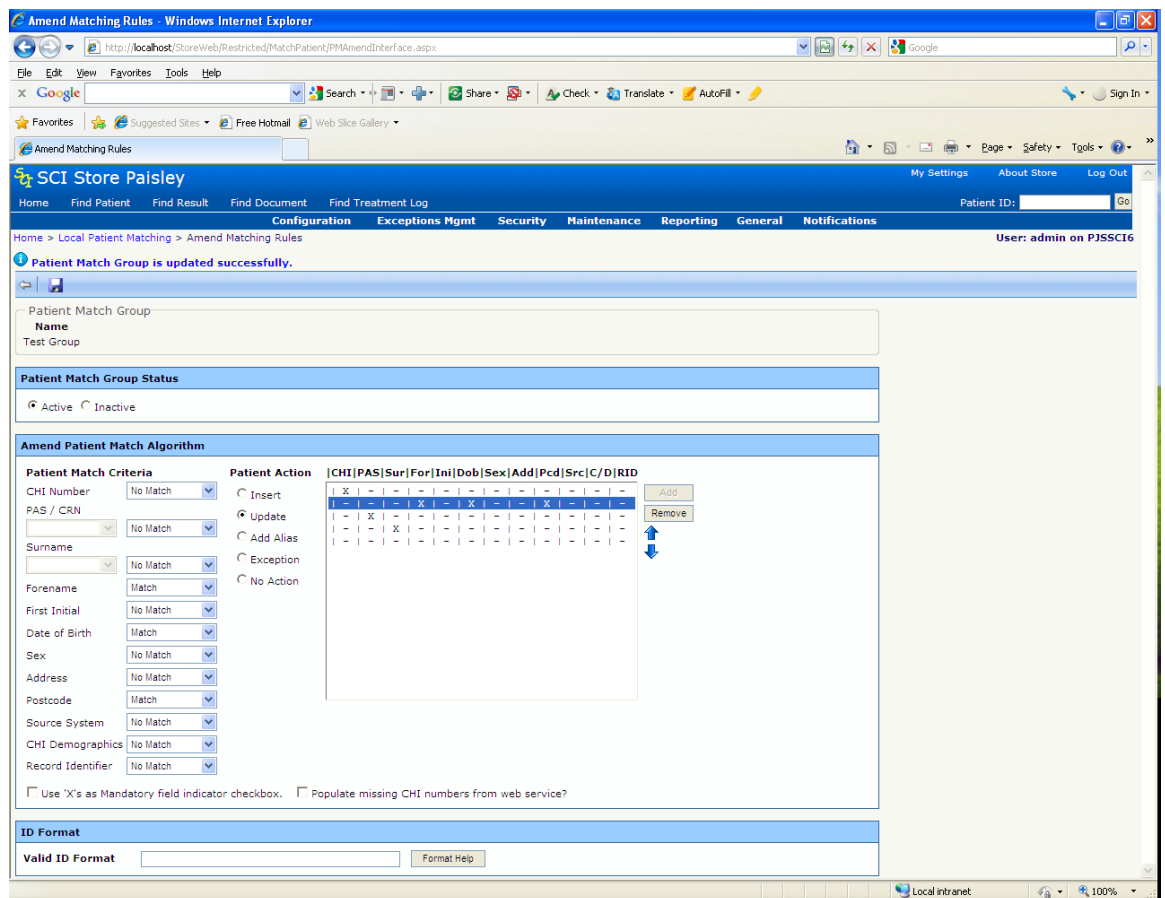 Amend Matching Rules - Windows Internet Explorer
http://localhost/StoreWeb/Restricted/MatchPatient/PMAmendInterface.aspx
Google
File Edit View Favorites Tools Help
x Google Search Share Check Translate AutoFill Sign In
Favorites Suggested Sites Free Hotmail Web Slice Gallery
Amend Matching Rules Page Safety Tools »
SCI Store Paisley My Settings About Store Log Out
Home Find Patient Find Result Find Document Find Treatment Log Patient ID: Go
Configuration Exceptions Mgmt Security Maintenance Reporting General Notifications
Home > Local Patient Matching > Amend Matching Rules User: admin on PJSSCI6
Patient Match Group is updated successfully.
Patient Match Group
Name
Test Group
Patient Match Group Status
Active Inactive
Amend Patient Match Algorithm
Patient Match Criteria Patient Action |CHI|PAS|Sur|For|Ini|Dob|Sex|Add|Pcd|Src|C/D|RID
CHI Number No Match Insert | X | - | - | - | - | - | - | - | - | - | - | - Add
| - | - | - | X | - | X | - | - | X | - | - | -
PAS / CRN Update | - | X | - | - | - | - | - | - | - | - | - | - Remove
No Match Add Alias | - | - | X | - | - | - | - | - | - | - | - | -
| - | - | - | - | - | - | - | - | - | - | - | -
Surname
No Match Exception
Forename Match No Action
First Initial No Match
Date of Birth Match
Sex No Match
Address No Match
Postcode Match
Source System No Match
CHI Demographics No Match
Record Identifier No Match
Use 'X's as Mandatory field indicator checkbox. Populate missing CHI numbers from web service?
ID Format
Valid ID Format Format Help
Local intranet 100%